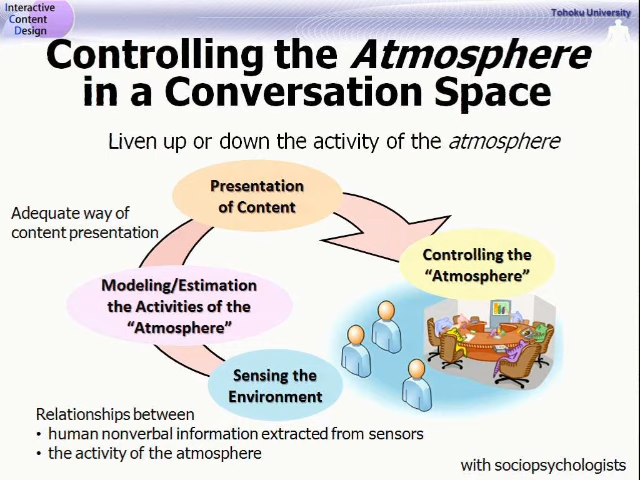 Interactive
Content
Design
Tohoku University
Controlling the Atmosphere
in a Conversation Space
Liven up or down the activity of the atmosphere
Presentation
of Content
Adequate way of
content presentation
Controlling the
“Atmosphere”
Modeling/Estimation
the Activities of the
“Atmosphere”
Sensing the
Environment
Relationships between
• human nonverbal information extracted from sensors
• the activity of the atmosphere
with sociopsychologists